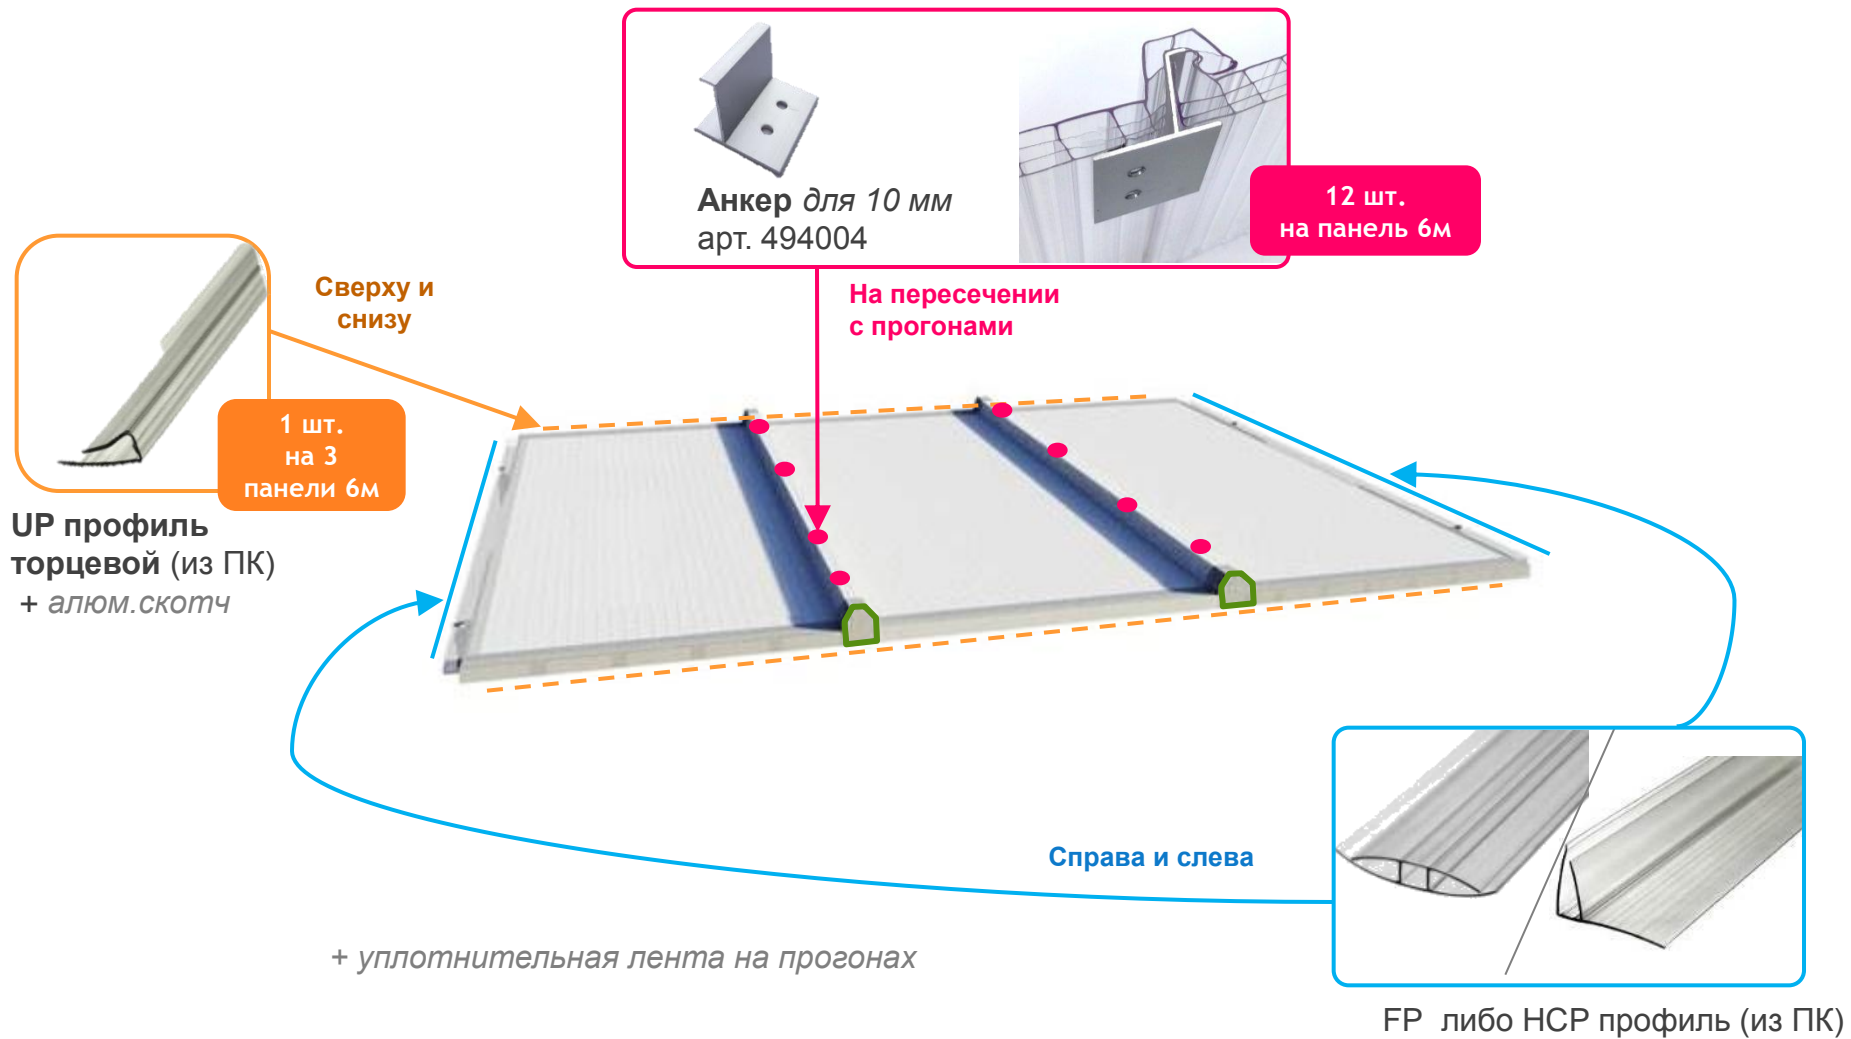 Анкер для 10 мм
арт. 494004
12 шт.
на панель 6м
Сверху и
снизу
На пересечении
с прогонами
1 шт.
на 3
панели 6м
UP профиль
торцевой (из ПК)
+ алюм.скотч
Справа и слева
+ уплотнительная лента на прогонах
FP либо HCP профиль (из ПК)